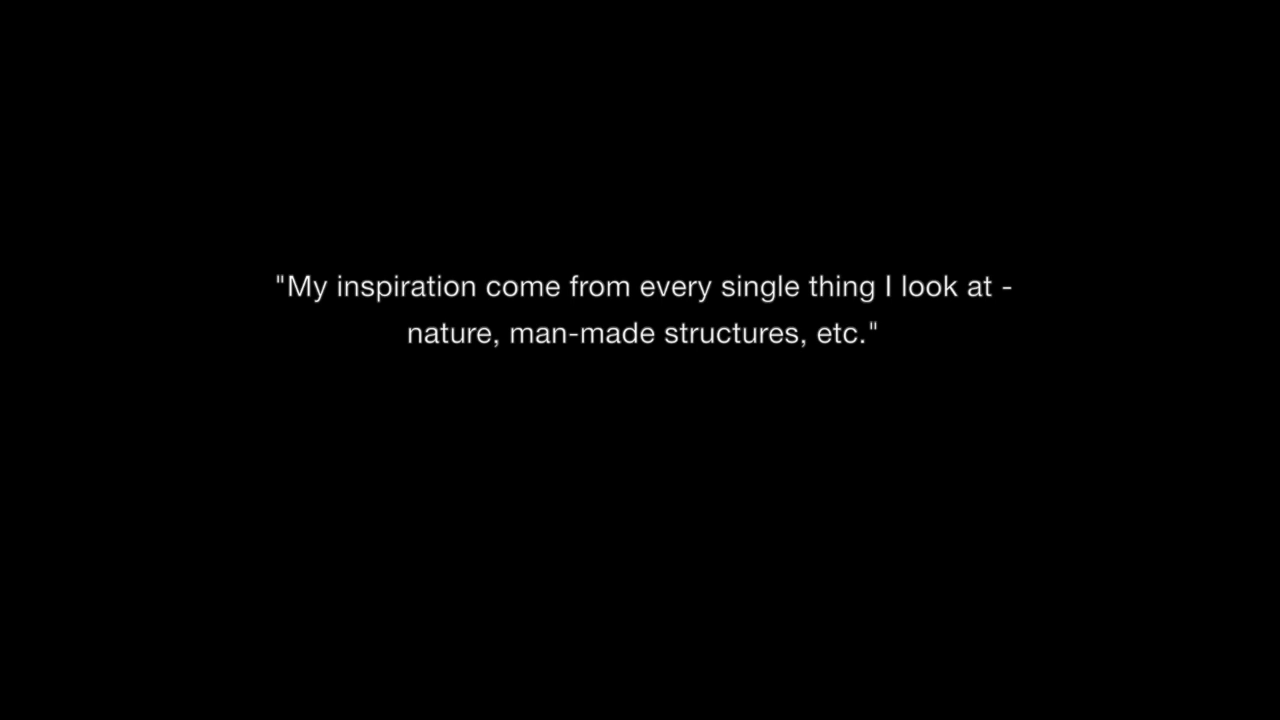 "My inspiration come from every single thing I look at -
nature, man-made structures, etc."